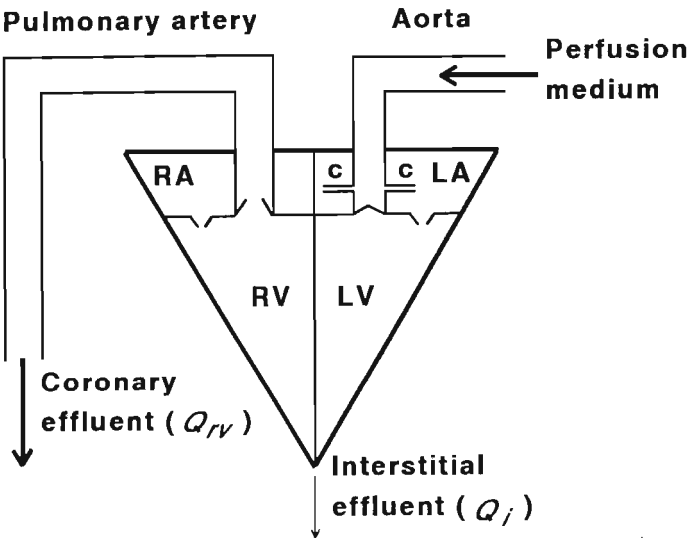 Pulmonary artery
Aorta
Perfusion
medium
RA
c
c
LA
RV
LV
Coronary
effluent ( Qrv )
Interstitial
effluent ( Qi )